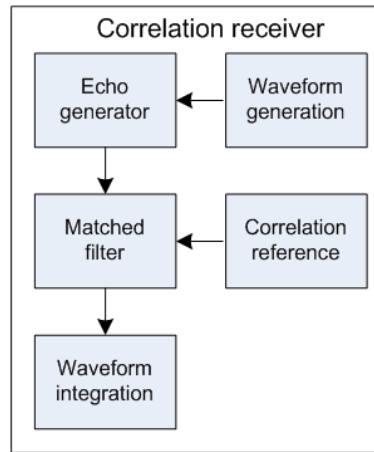 Correlation receiver
Echo
generator
Waveform
generation
Matched
filter
Correlation
reference
Waveform
integration